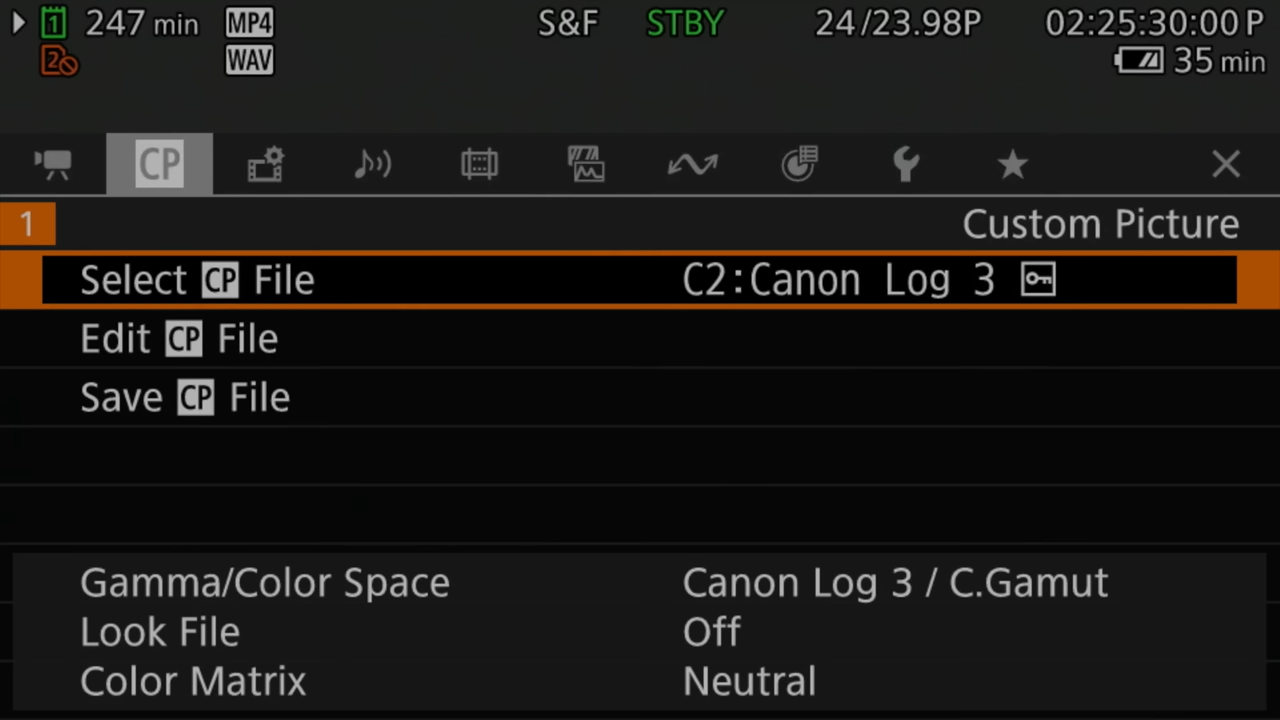 1 247 min MP4 S&F STBY 24/23.98P 02:25:30:00 P
2 WAV 35 min
CP
1 Custom Picture
Select CP File C2:Canon Log 3
Edit CP File
Save CP File
Gamma/Color Space Canon Log 3 / C.Gamut
Look File Off
Color Matrix Neutral